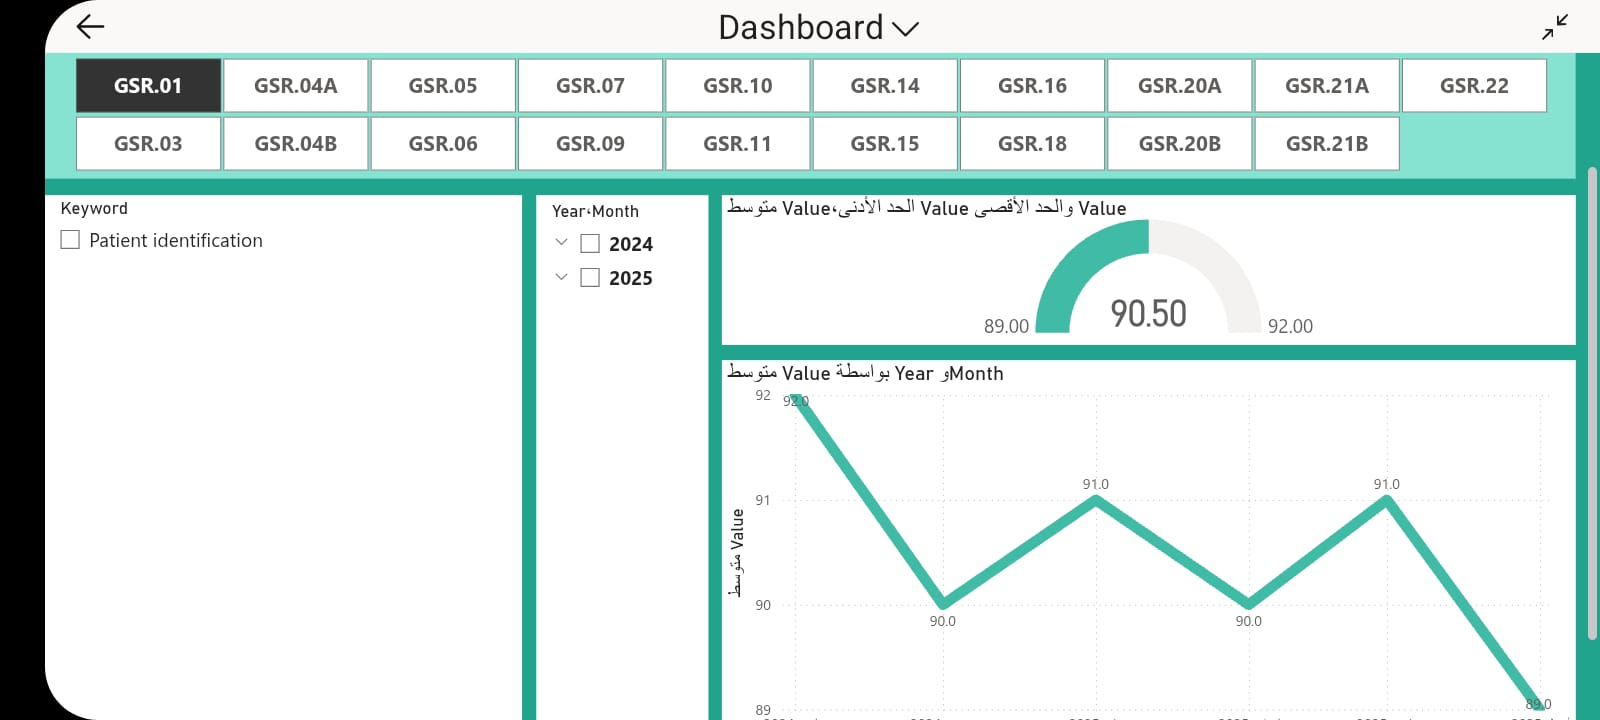 Dashboard
GSR.01 GSR.04A GSR.05 GSR.07 GSR.10 GSR.14 GSR.16 GSR.20A GSR.21A GSR.22
GSR.03 GSR.04B GSR.06 GSR.09 GSR.11 GSR.15 GSR.18 GSR.20B GSR.21B
Keyword
Patient identification
Year،Month
2024
2025
متوسط Value،الحد الأدنى Value والحد الأقصى Value
90.50
89.00
92.00
متوسط Value بواسطة Year وMonth
متوسط Value
92
91
90
89
92.0
90.0
91.0
90.0
91.0
89.0